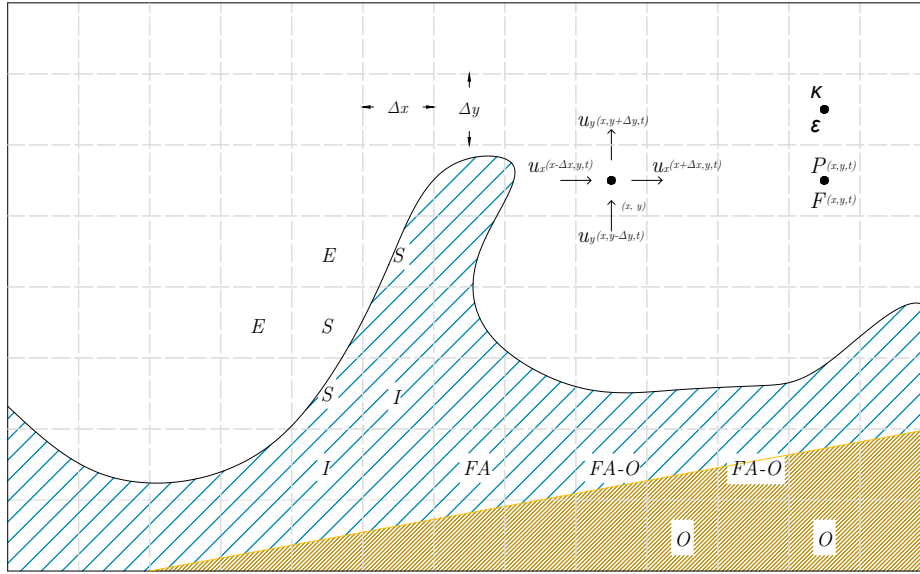 κ
Δx Δy
ε
u_y(x,y+Δy,t)
u_x(x-Δx,y,t) u_x(x+Δx,y,t) P(x,y,t)
(x, y) F(x,y,t)
u_y(x,y-Δy,t)
E S
E S
S I
I FA FA-O FA-O
O O